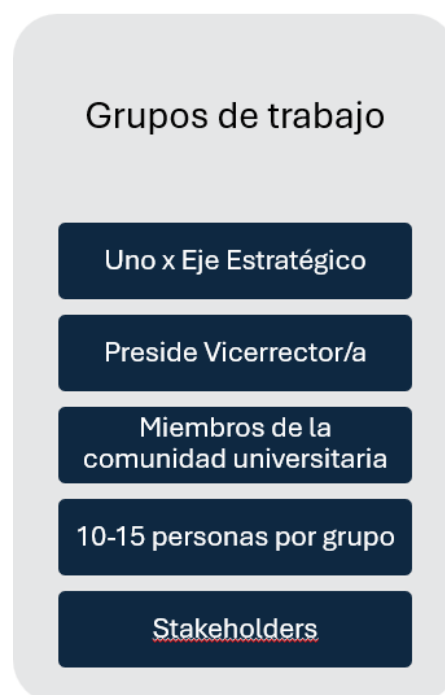 Grupos de trabajo
Uno x Eje Estratégico
Preside Vicerrector/a
Miembros de la
comunidad universitaria
10-15 personas por grupo
Stakeholders